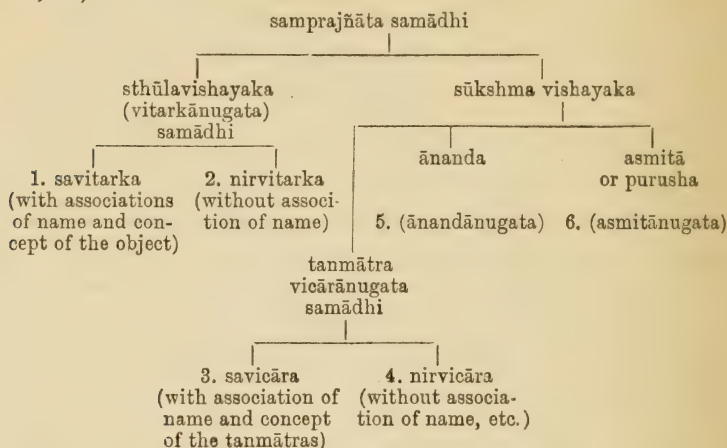 samprajñāta samādhi
sthūlavishayaka
(vitarkānugata)
samādhi
sūkshma vishayaka
1. savitarka
(with associations
of name and con-
cept of the object)
2. nirvitarka
(without associ-
tion of name)
ānanda
5. (ānandānugata)
asmitā
or purusha
6. (asmitānugata)
tanmātra
vicārānugata
samādhi
3. savicāra
(with association of
name and concept
of the tanmātras)
4. nirvicāra
(without associa-
tion of name, etc.)